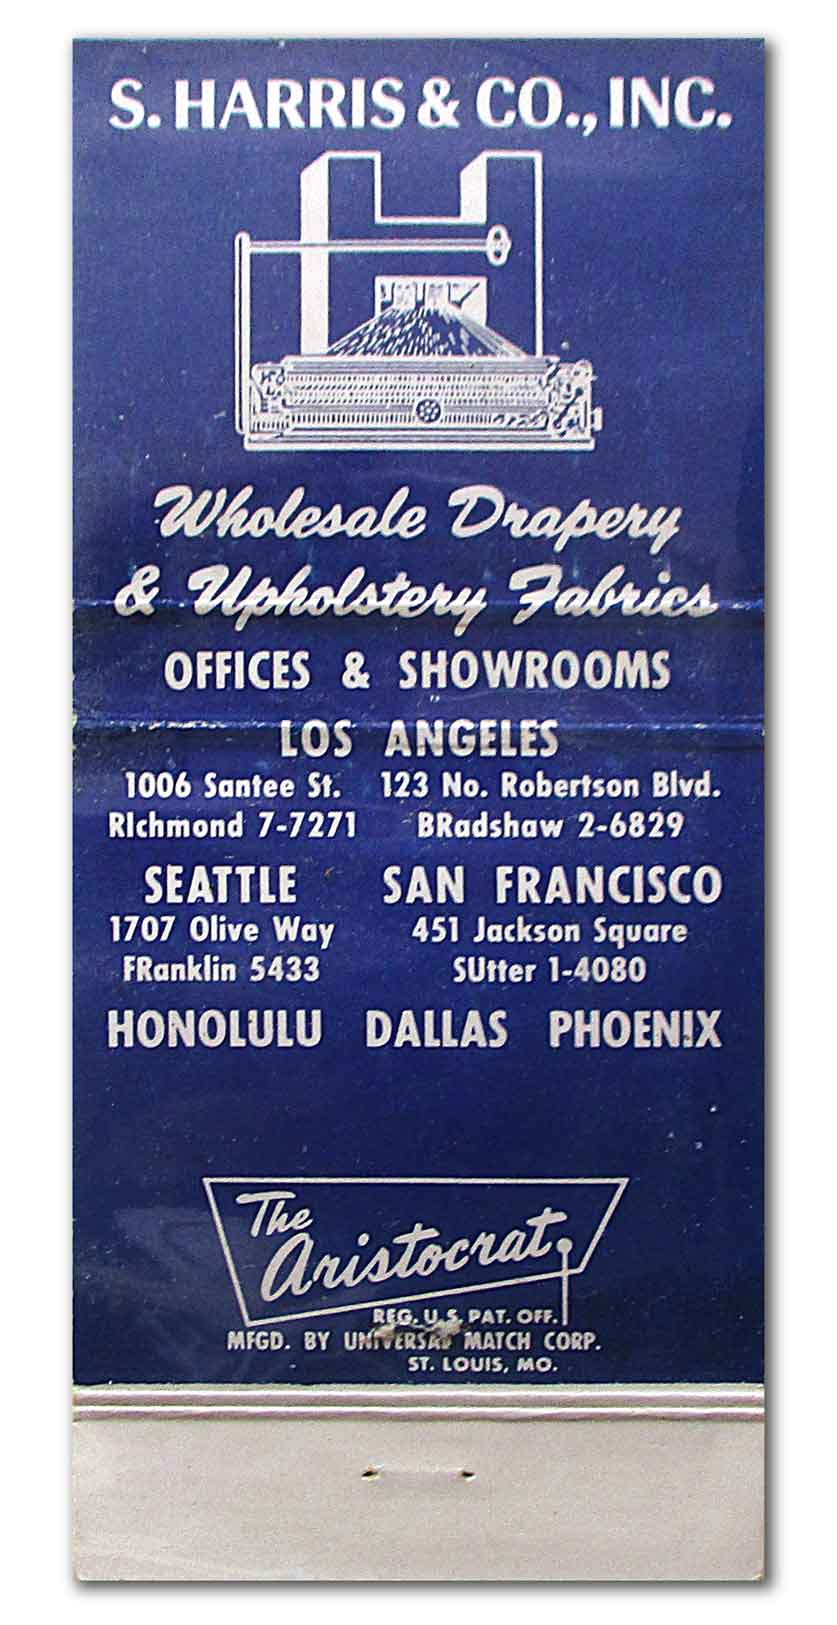 S. HARRIS & CO., INC.
H
Wholesale Drapery
& Upholstery Fabrics
OFFICES & SHOWROOMS
LOS ANGELES
1006 Santee St. 123 No. Robertson Blvd.
RIchmond 7-7271 BRadshaw 2-6829
SEATTLE SAN FRANCISCO
1707 Olive Way 451 Jackson Square
FRanklin 5433 SUtter 1-4080
HONOLULU DALLAS PHOENIX
The
Aristocrat
REG. U.S. PAT. OFF.
MFGD. BY UNIVERSAL MATCH CORP.
ST. LOUIS, MO.